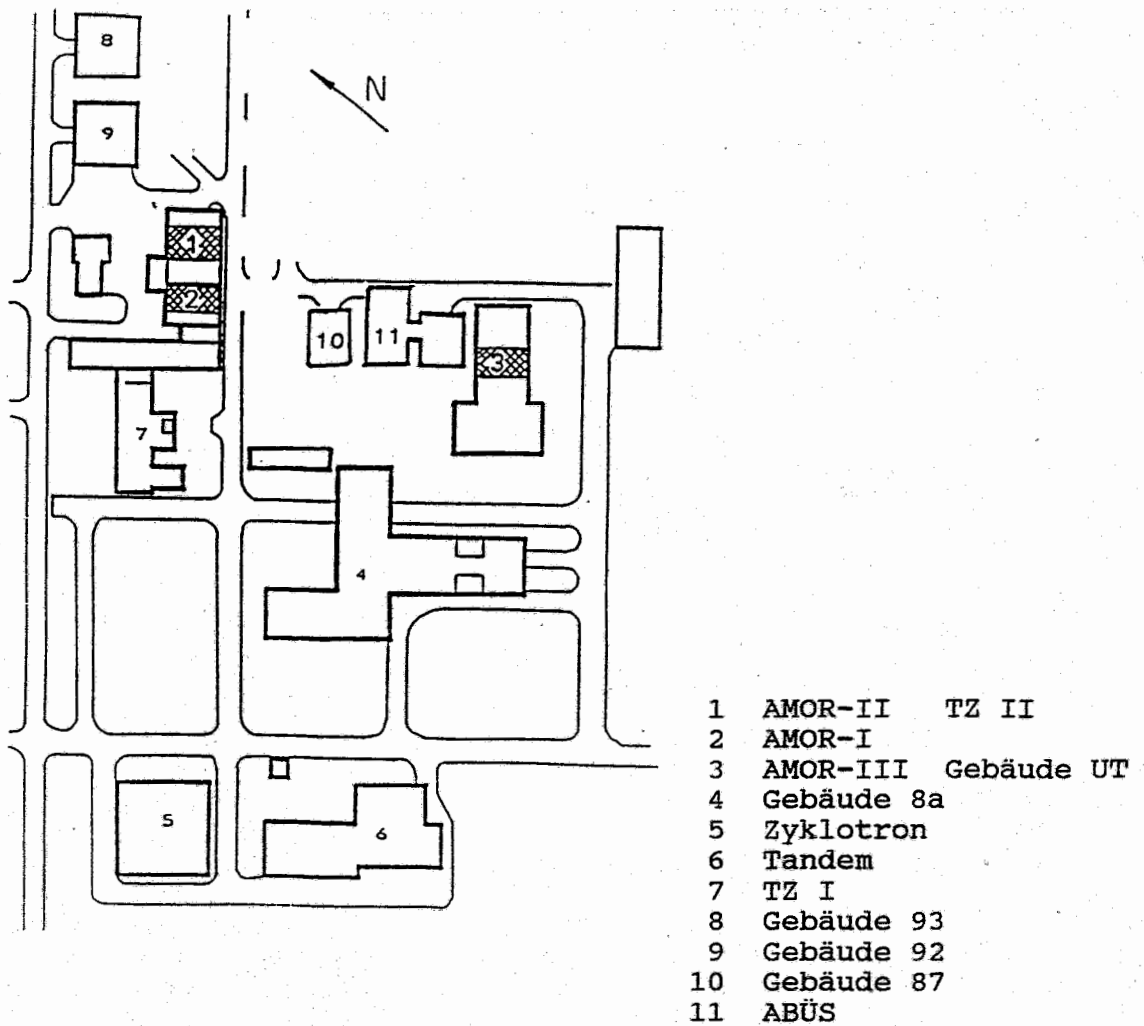 8
N
9
1
2
10
11
3
7
4
5
6
1 AMOR-II TZ II
2 AMOR-I
3 AMOR-III Gebäude UT
4 Gebäude 8a
5 Zyklotron
6 Tandem
7 TZ I
8 Gebäude 93
9 Gebäude 92
10 Gebäude 87
11 ABÜS